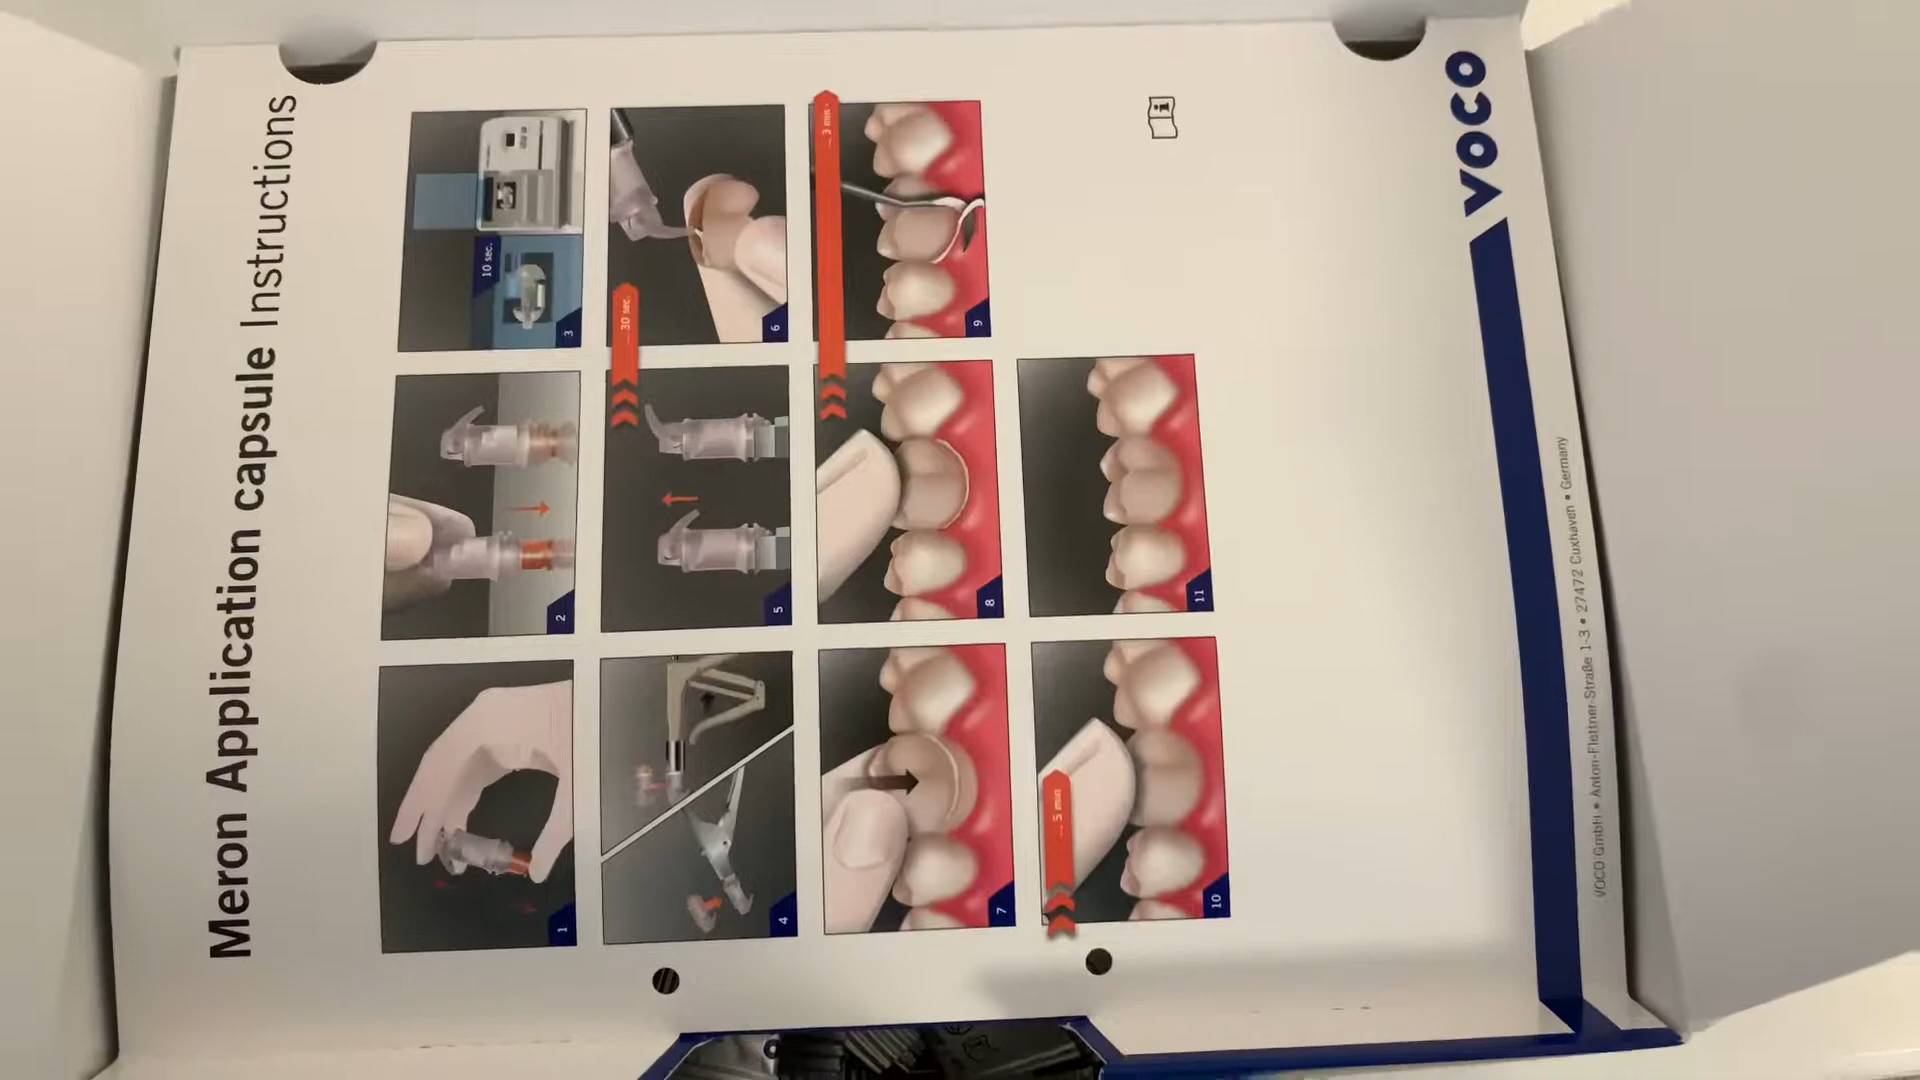 Meron Application capsule Instructions
1
2
10 sec.
3
4
5
... 30 sec.
6
7
8
... 3 min.
9
... 5 min
10
11
i
VOCO
VOCO GmbH • Anton-Flettner-Straße 1-3 • 27472 Cuxhaven • Germany